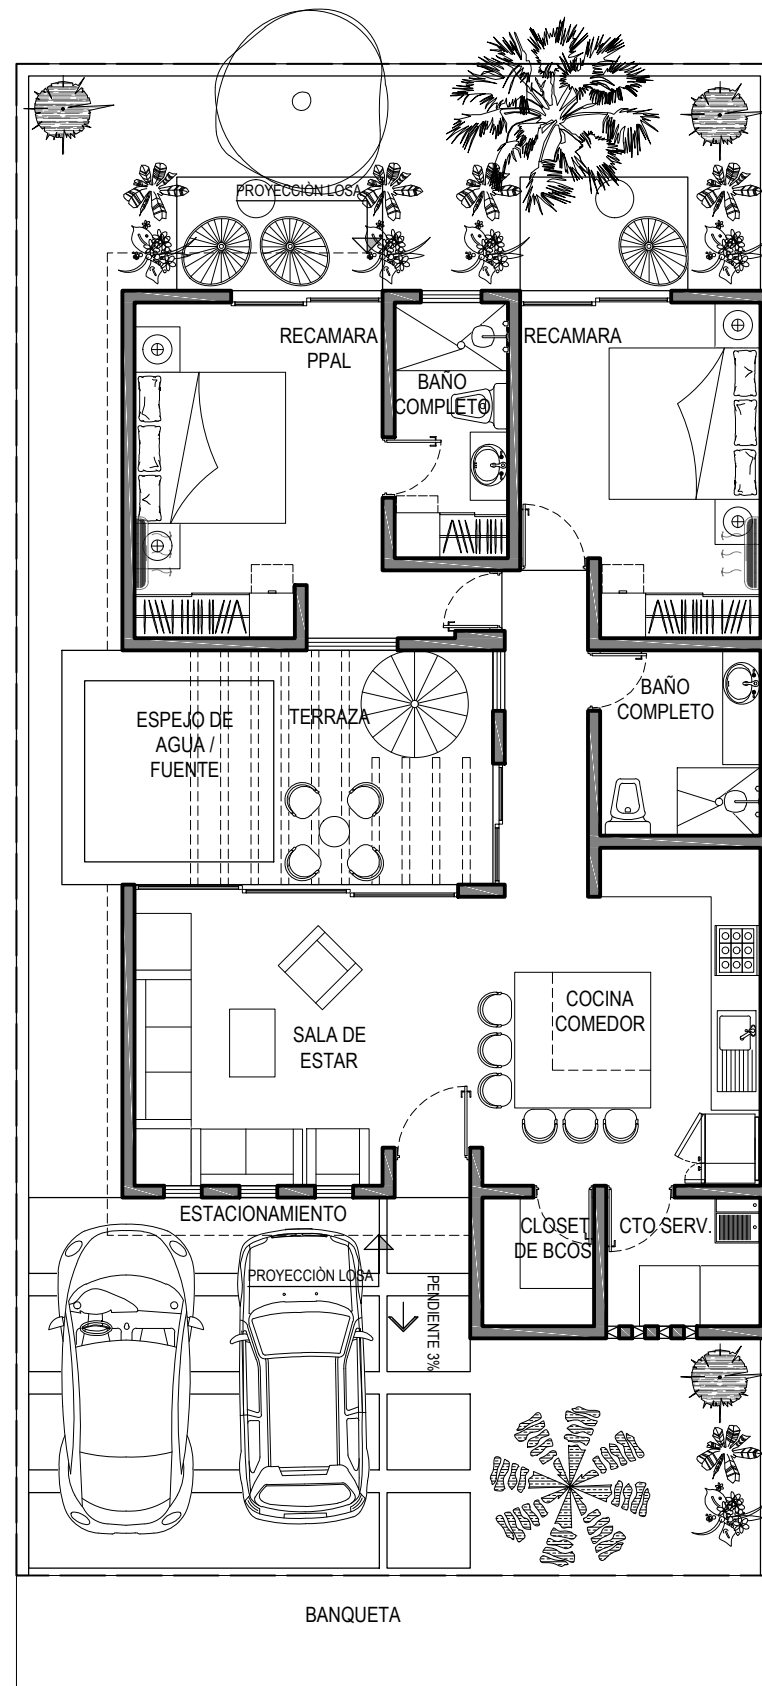 PROYECCIÒN LOSA
RECAMARA
PPAL
RECAMARA
BAÑO
COMPLETO
BAÑO
COMPLETO
TERRAZA
ESPEJO DE
AGUA /
FUENTE
COCINA
COMEDOR
SALA DE
ESTAR
ESTACIONAMIENTO
CLOSET
DE BCOS
CTO SERV.
PROYECCIÒN LOSA
PENDIENTE 3%
BANQUETA